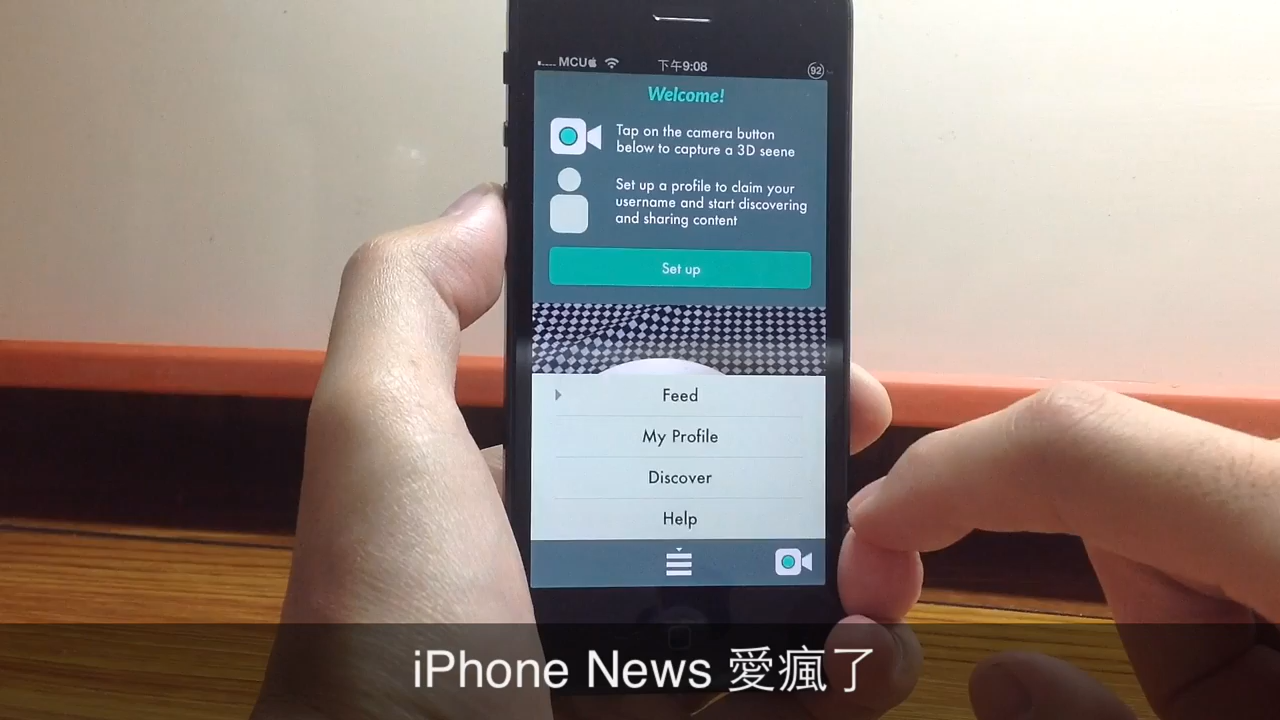 MCU 下午9:08 92
Welcome!
Tap on the camera button
below to capture a 3D seene
Set up a profile to claim your
username and start discovering
and sharing content
Set up
Feed
My Profile
Discover
Help
iPhone News 愛瘋了